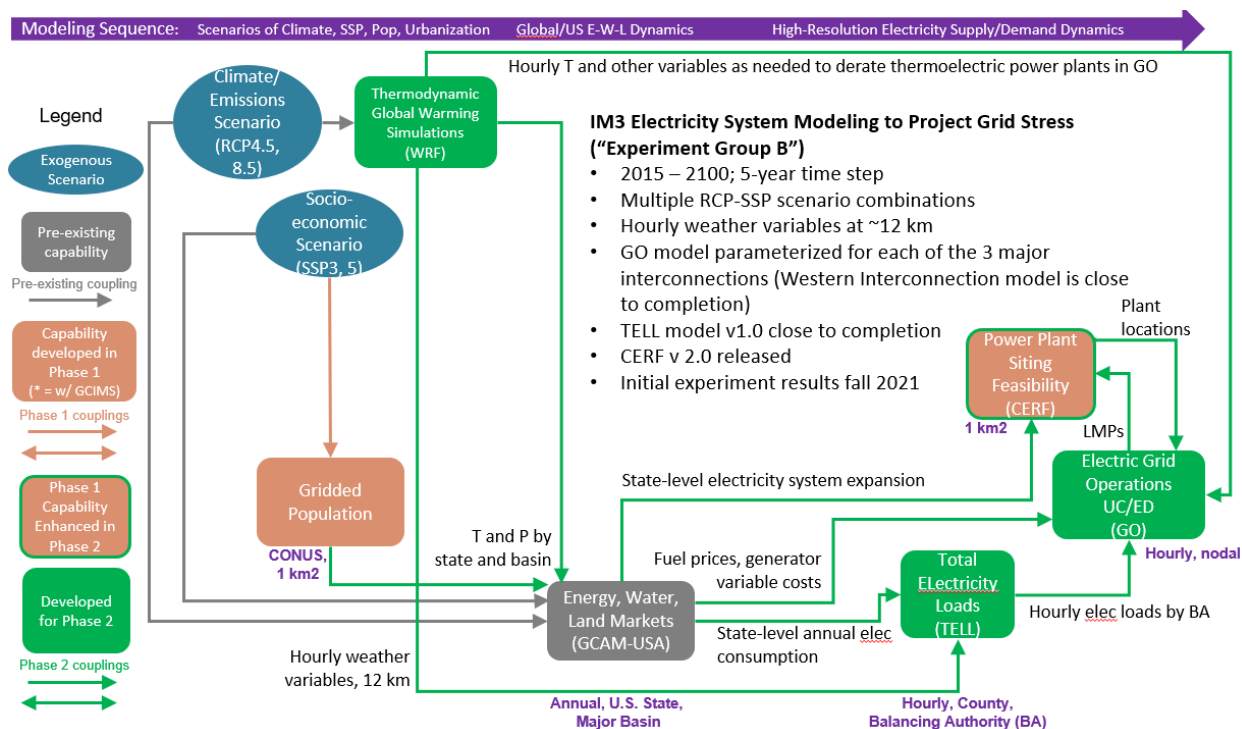 Modeling Sequence: Scenarios of Climate, SSP, Pop, Urbanization Global/US E-W-L Dynamics High-Resolution Electricity Supply/Demand Dynamics
Legend
Exogenous
Scenario
Pre-existing
capability
Pre-existing coupling
Capability
developed in
Phase 1
(* = w/ GCIMS)
Phase 1 couplings
Phase 1
Capability
Enhanced in
Phase 2
Developed
for Phase 2
Phase 2 couplings
Climate/
Emissions
Scenario
(RCP4.5,
8.5)
Thermodynamic
Global Warming
Simulations
(WRF)
Hourly T and other variables as needed to derate thermoelectric power plants in GO
Socio-
economic
Scenario
(SSP3, 5)
IM3 Electricity System Modeling to Project Grid Stress
(“Experiment Group B”)
• 2015 – 2100; 5-year time step
• Multiple RCP-SSP scenario combinations
• Hourly weather variables at ~12 km
• GO model parameterized for each of the 3 major
interconnections (Western Interconnection model is close
to completion)
• TELL model v1.0 close to completion
• CERF v 2.0 released
• Initial experiment results fall 2021
Plant
locations
Power Plant
Siting
Feasibility
(CERF)
1 km2
LMPs
Electric Grid
Operations
UC/ED
(GO)
Hourly, nodal
Gridded
Population
CONUS,
1 km2
T and P by
state and basin
State-level electricity system expansion
Fuel prices, generator
variable costs
Energy, Water,
Land Markets
(GCAM-USA)
State-level annual elec
consumption
Total
ELectricity
Loads
(TELL)
Hourly elec loads by BA
Hourly weather
variables, 12 km
Annual, U.S. State,
Major Basin
Hourly, County,
Balancing Authority (BA)